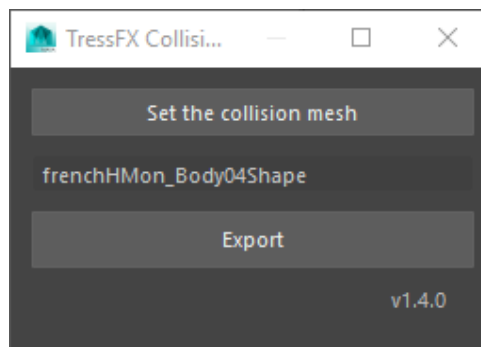 TressFX Collisi...
Set the collision mesh
frenchHMon_Body04Shape
Export
v1.4.0